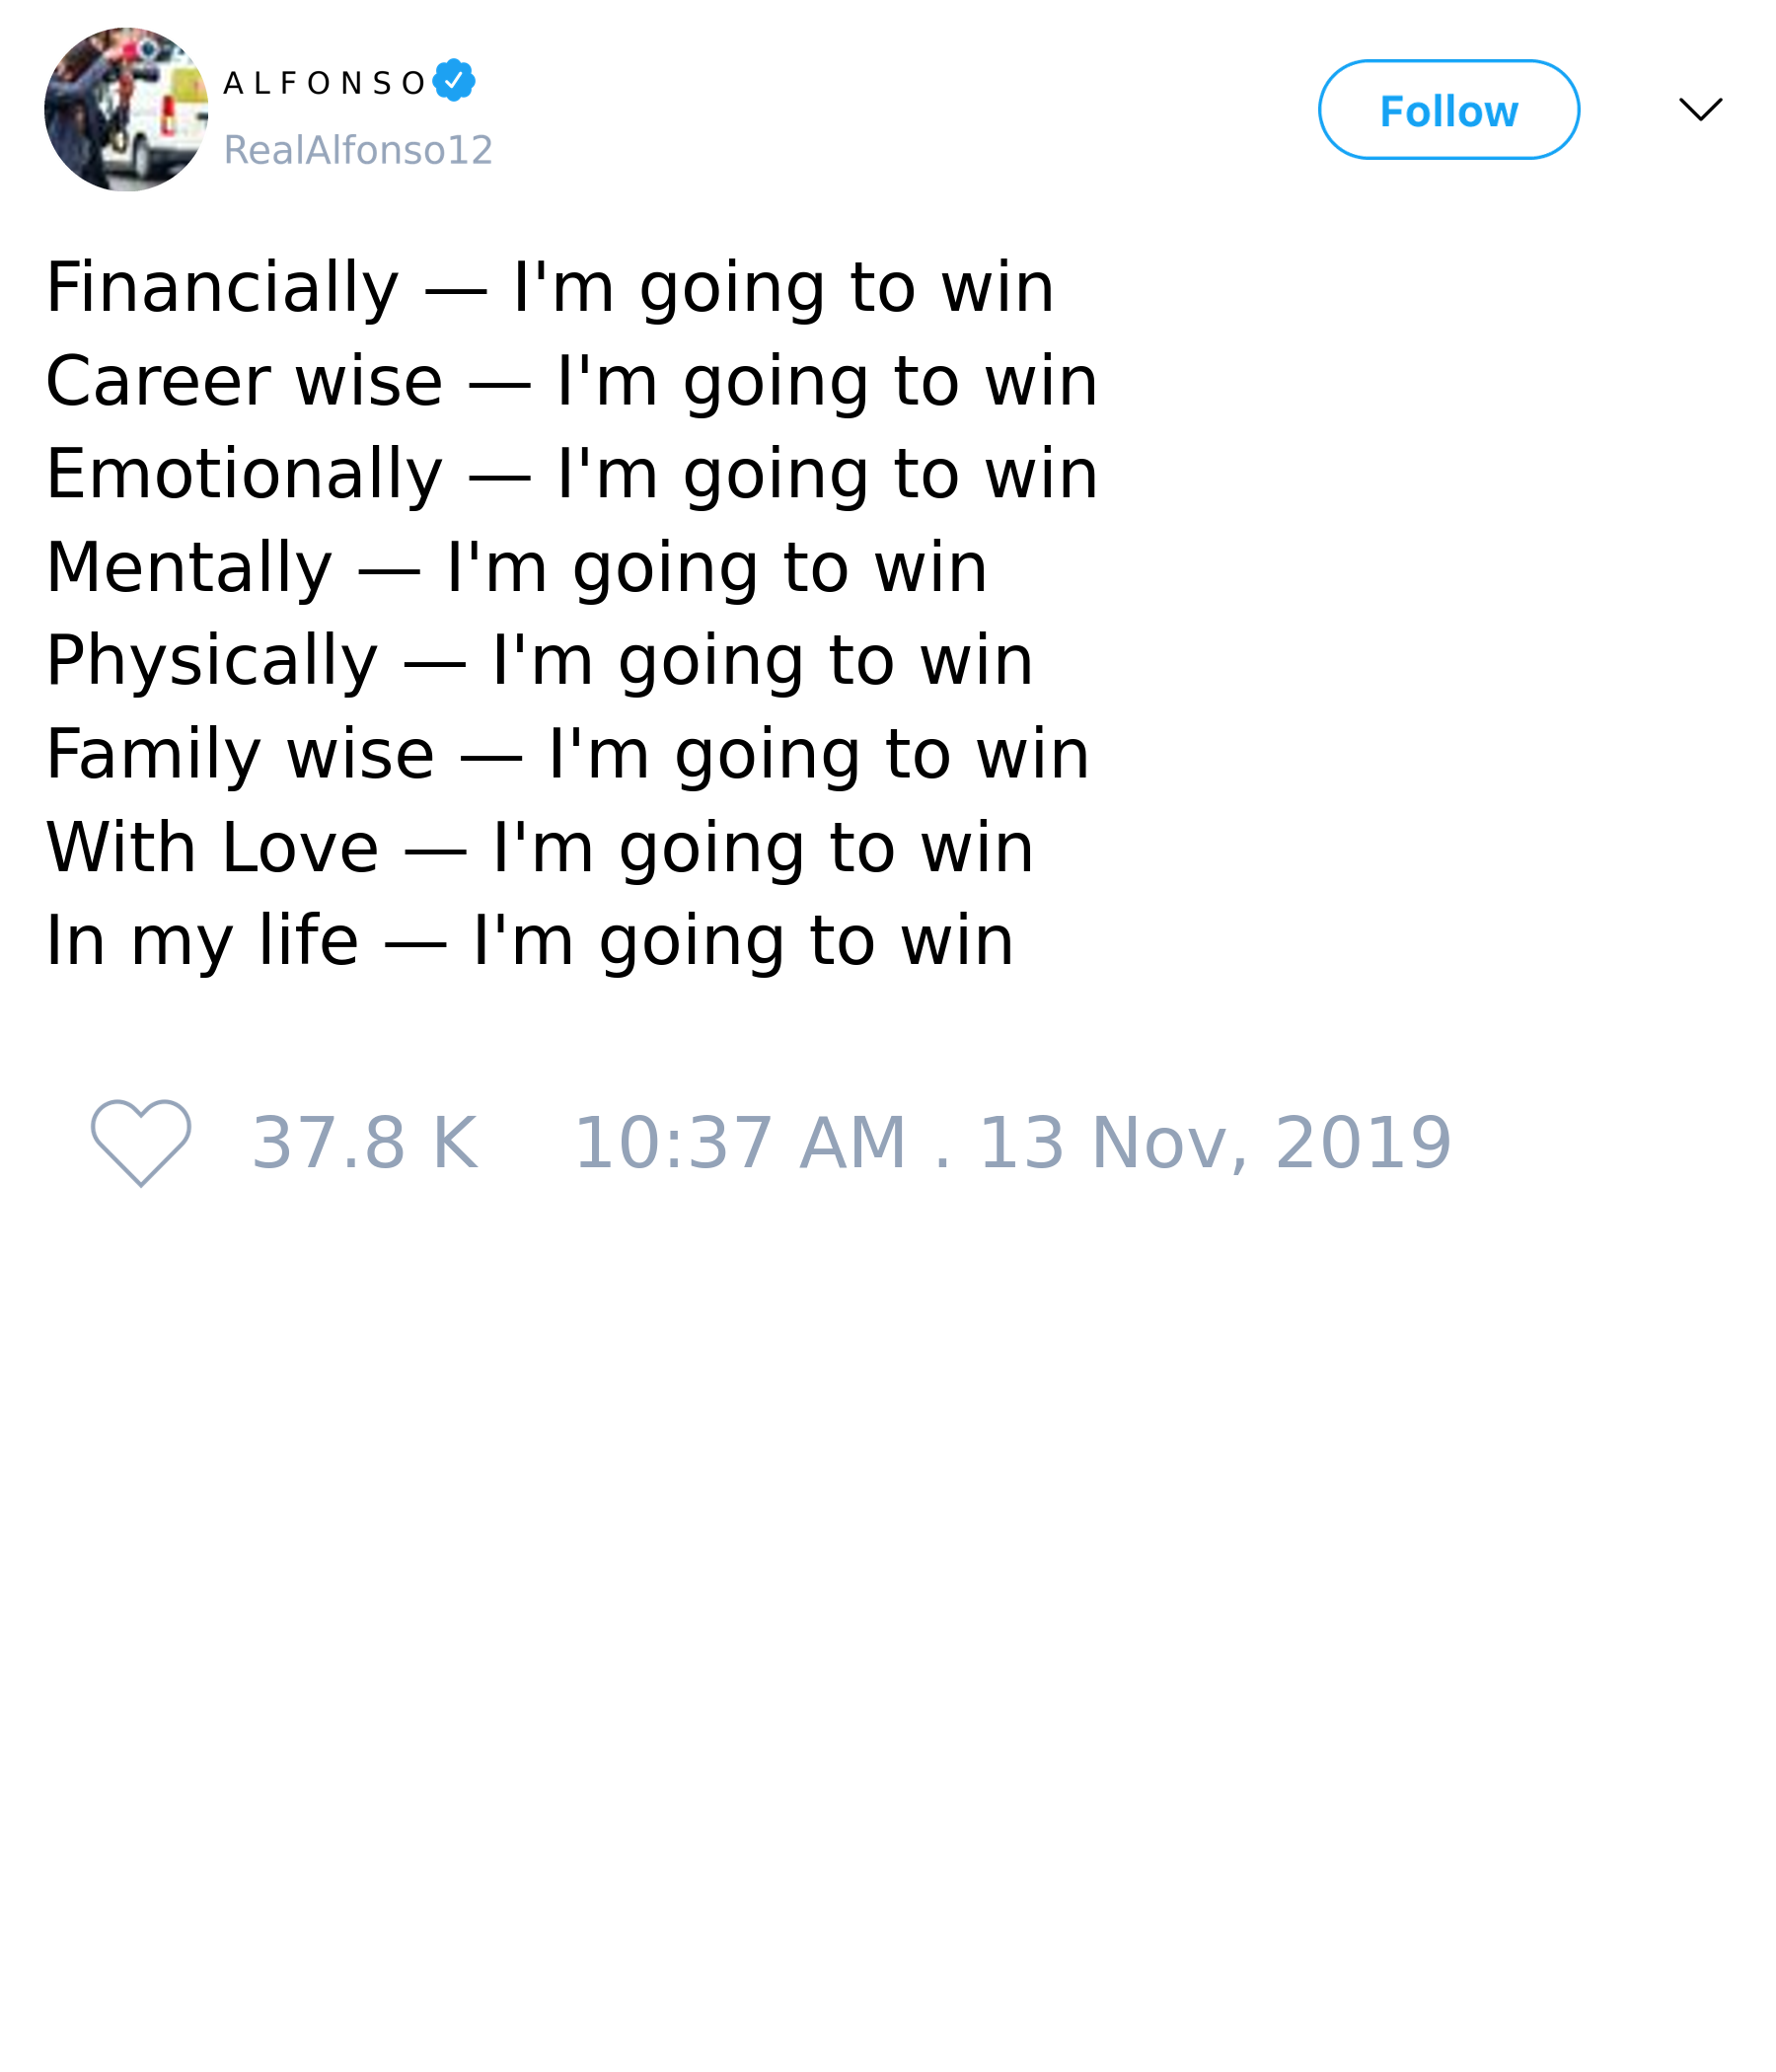 ALFONSO
RealAlfonso12
Follow
Financially — I'm going to win
Career wise — I'm going to win
Emotionally — I'm going to win
Mentally — I'm going to win
Physically — I'm going to win
Family wise — I'm going to win
With Love — I'm going to win
In my life — I'm going to win
37.8 K 10:37 AM . 13 Nov, 2019